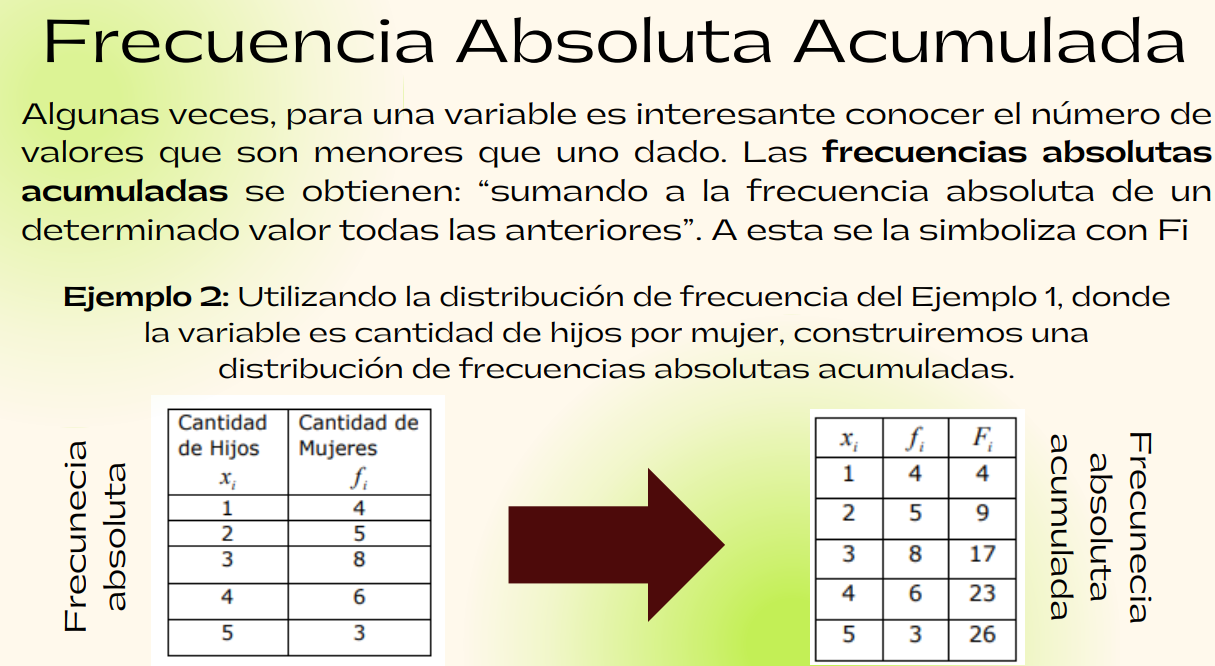 Frecuencia Absoluta Acumulada
Algunas veces, para una variable es interesante conocer el número de
valores que son menores que uno dado. Las frecuencias absolutas
acumuladas se obtienen: “sumando a la frecuencia absoluta de un
determinado valor todas las anteriores”. A esta se la simboliza con Fi
Ejemplo 2: Utilizando la distribución de frecuencia del Ejemplo 1, donde
la variable es cantidad de hijos por mujer, construiremos una
distribución de frecuencias absolutas acumuladas.
Frecunecia
absoluta
Cantidad Cantidad de
de Hijos Mujeres
xi fi
1 4
2 5
3 8
4 6
5 3
xi fi Fi
1 4 4
2 5 9
3 8 17
4 6 23
5 3 26
Frecunecia
absoluta
acumulada